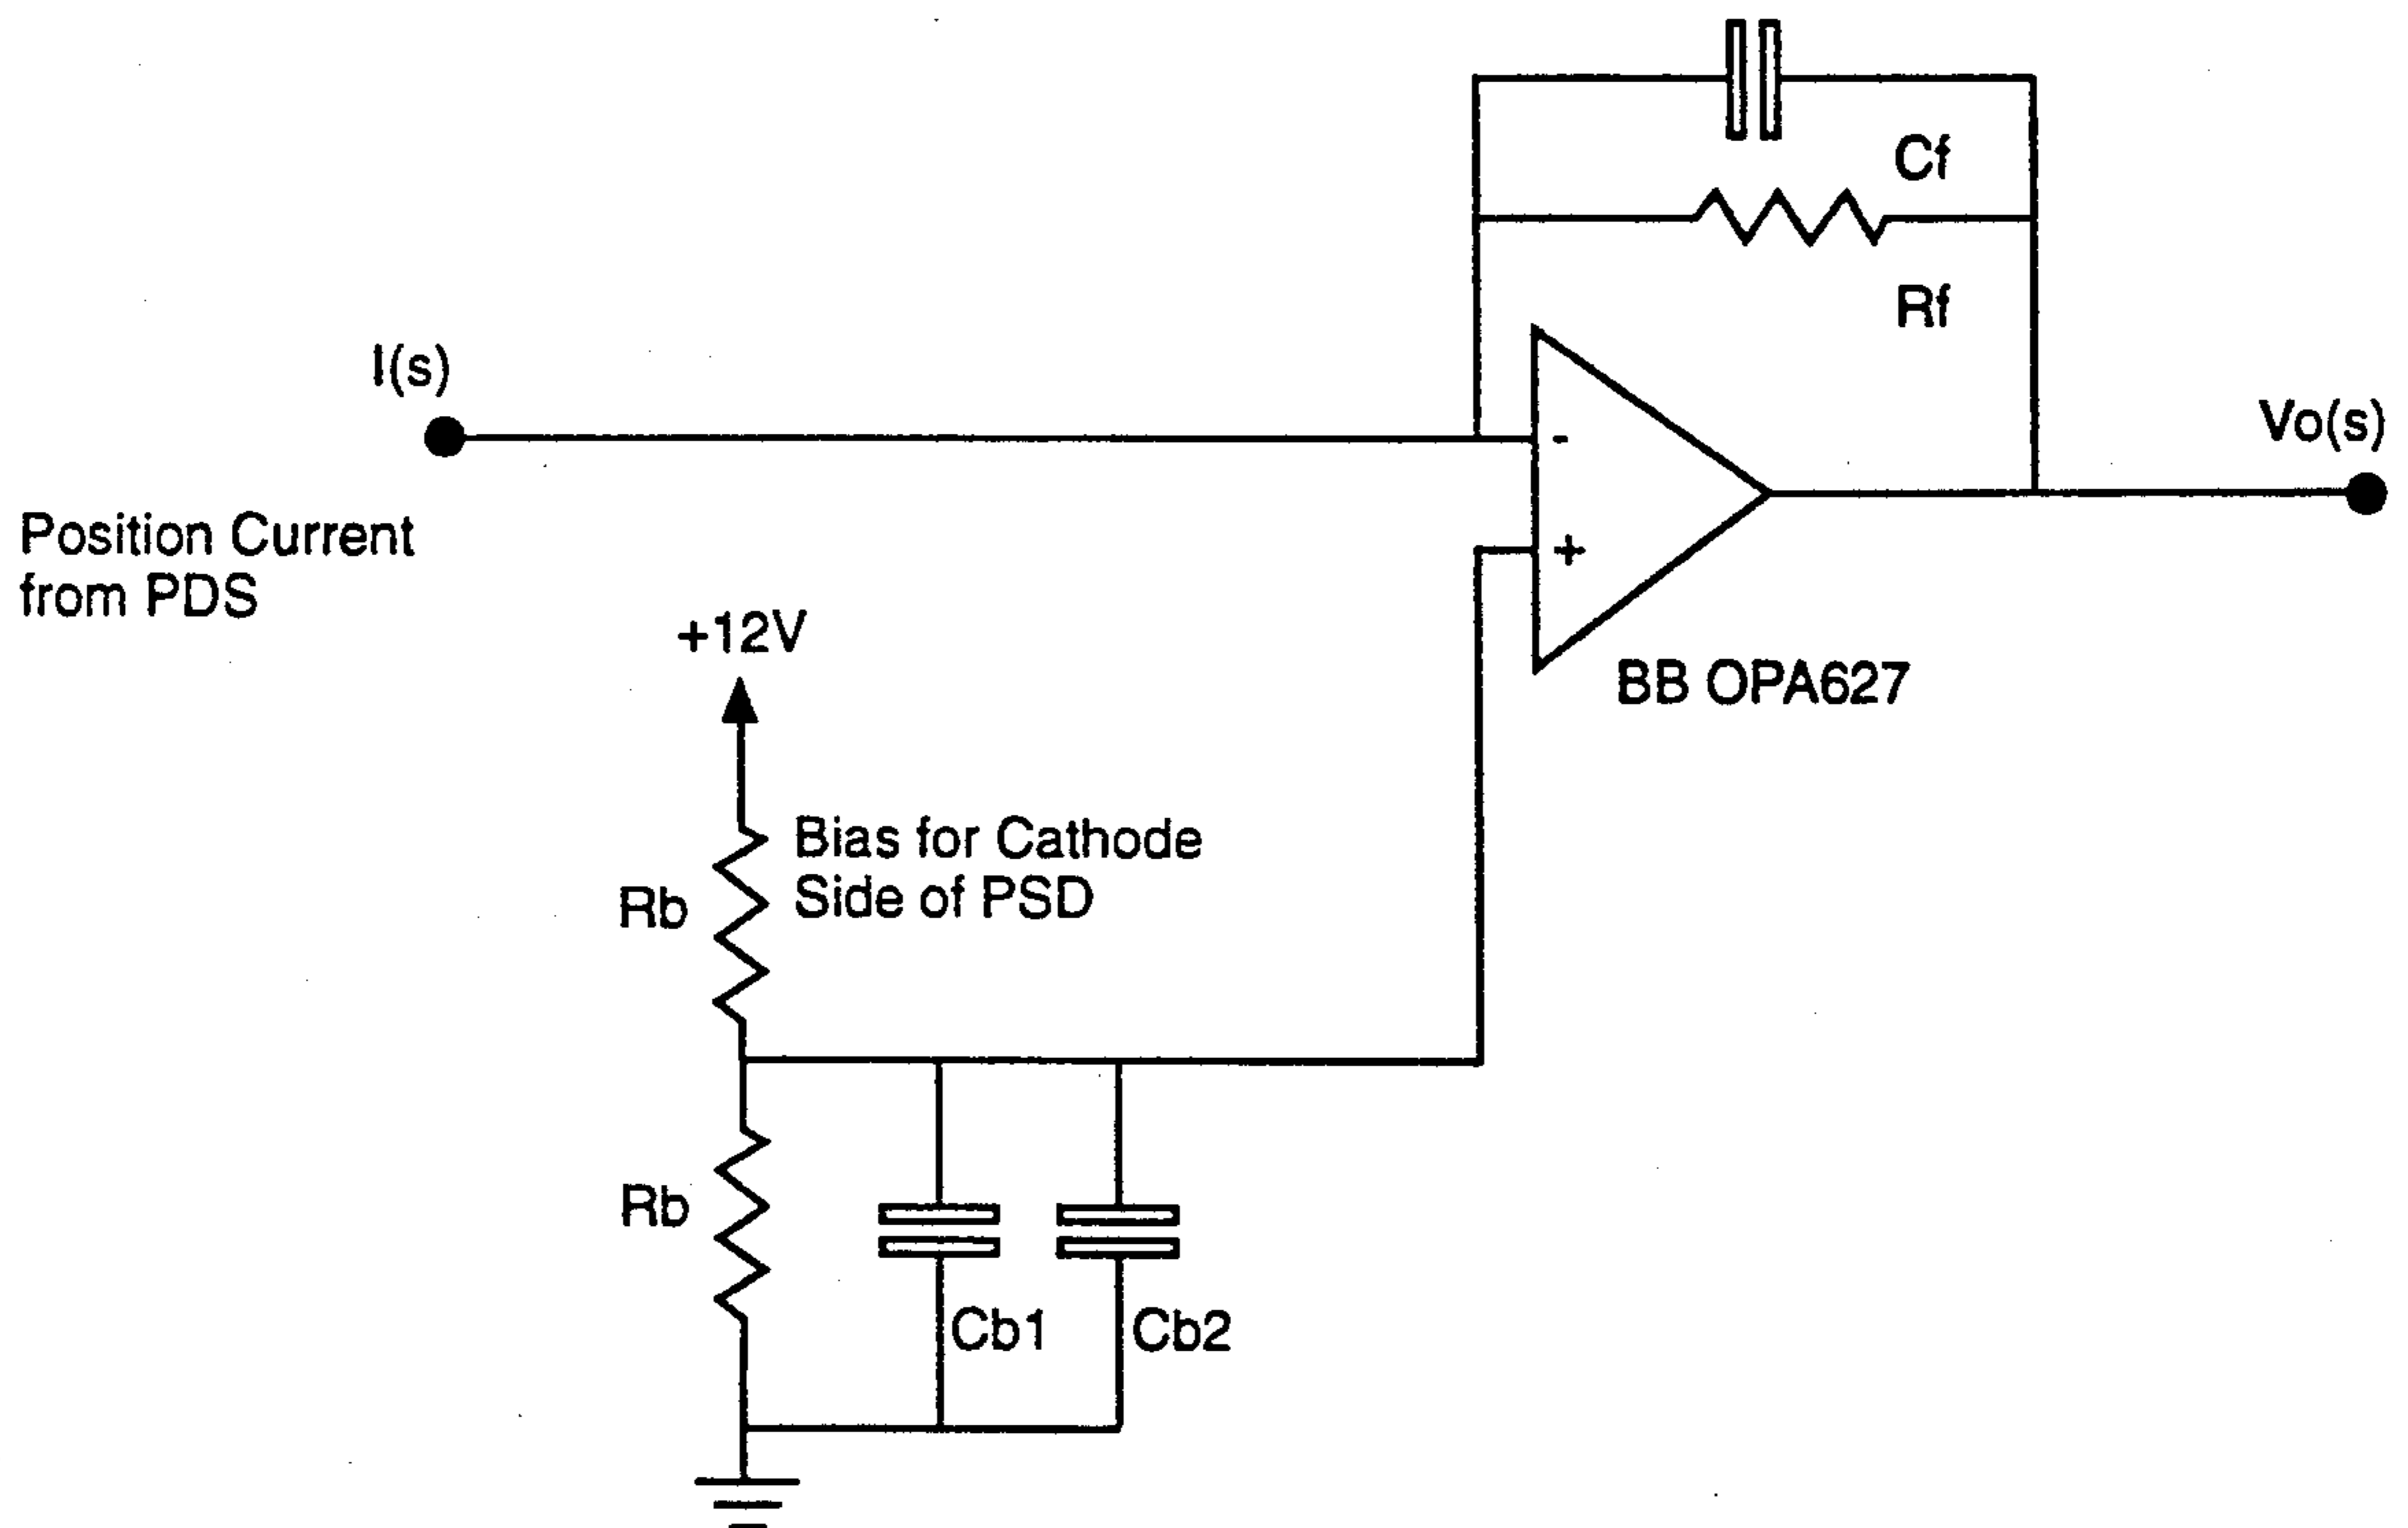 Cf
Rf
I(s)
Vo(s)
-
+
Position Current
from PDS
BB OPA627
+12V
Bias for Cathode
Side of PSD
Rb
Rb
Cb1
Cb2